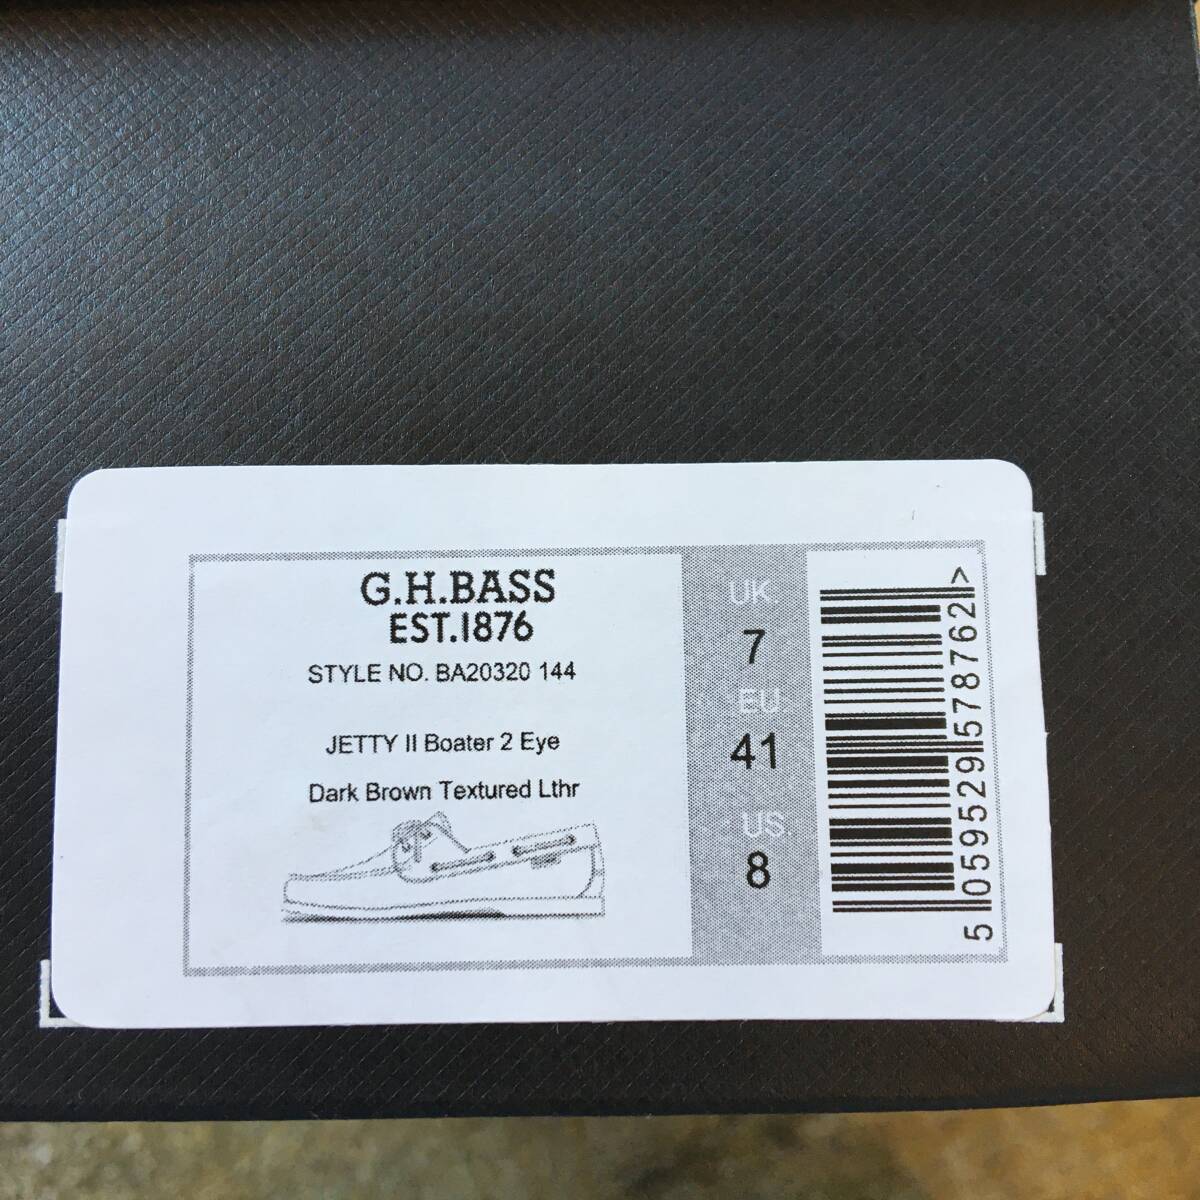 G.H.BASS
EST.1876
STYLE NO. BA20320 144
JETTY II Boater 2 Eye
Dark Brown Textured Lthr
UK.
7
EU
41
US.
8
5 059529 578762 >